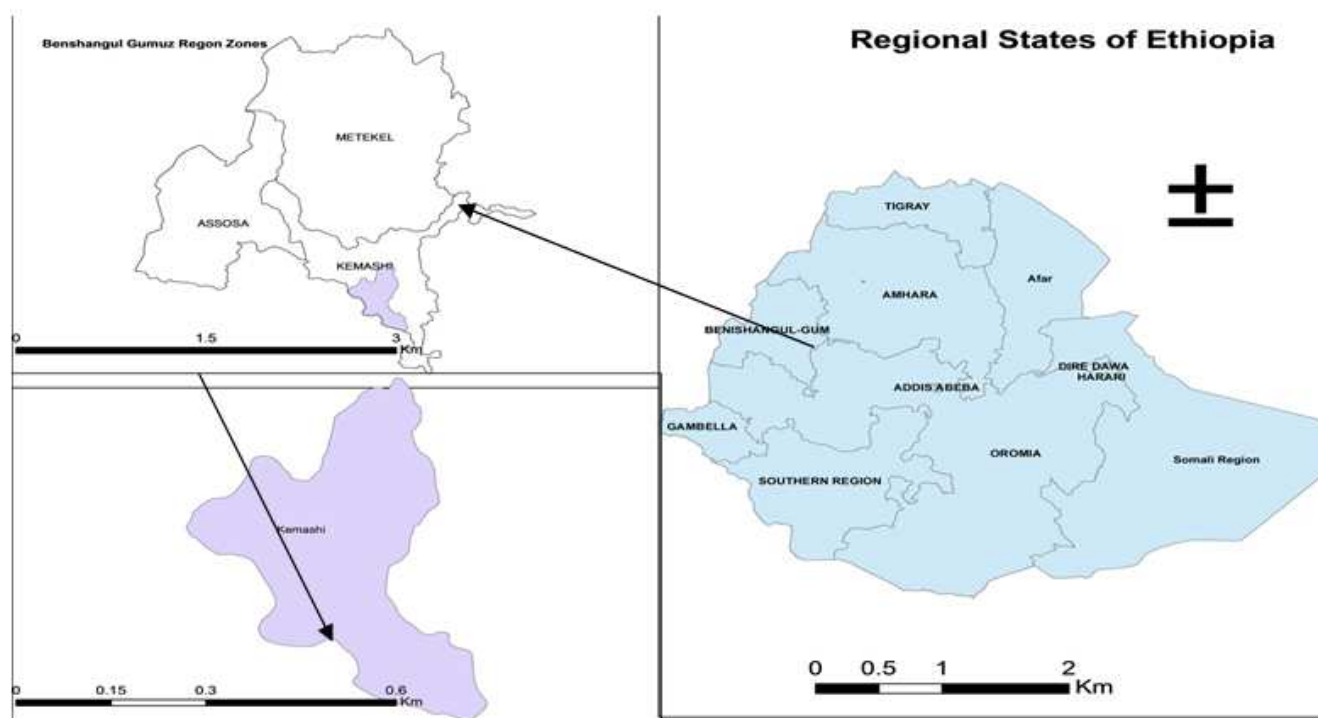 Benshangul Gumuz Regon Zones
METEKEL
ASSOSA
KEMASHI
0 1.5 3
Km
Kemashi
0 0.15 0.3 0.6
Km
Regional States of Ethiopia
TIGRAY
Afar
AMHARA
BENISHANGUL-GUM
DIRE DAWA
HARARI
ADDIS ABEBA
GAMBELLA
OROMIA
Somali Region
SOUTHERN REGION
0 0.5 1 2
Km